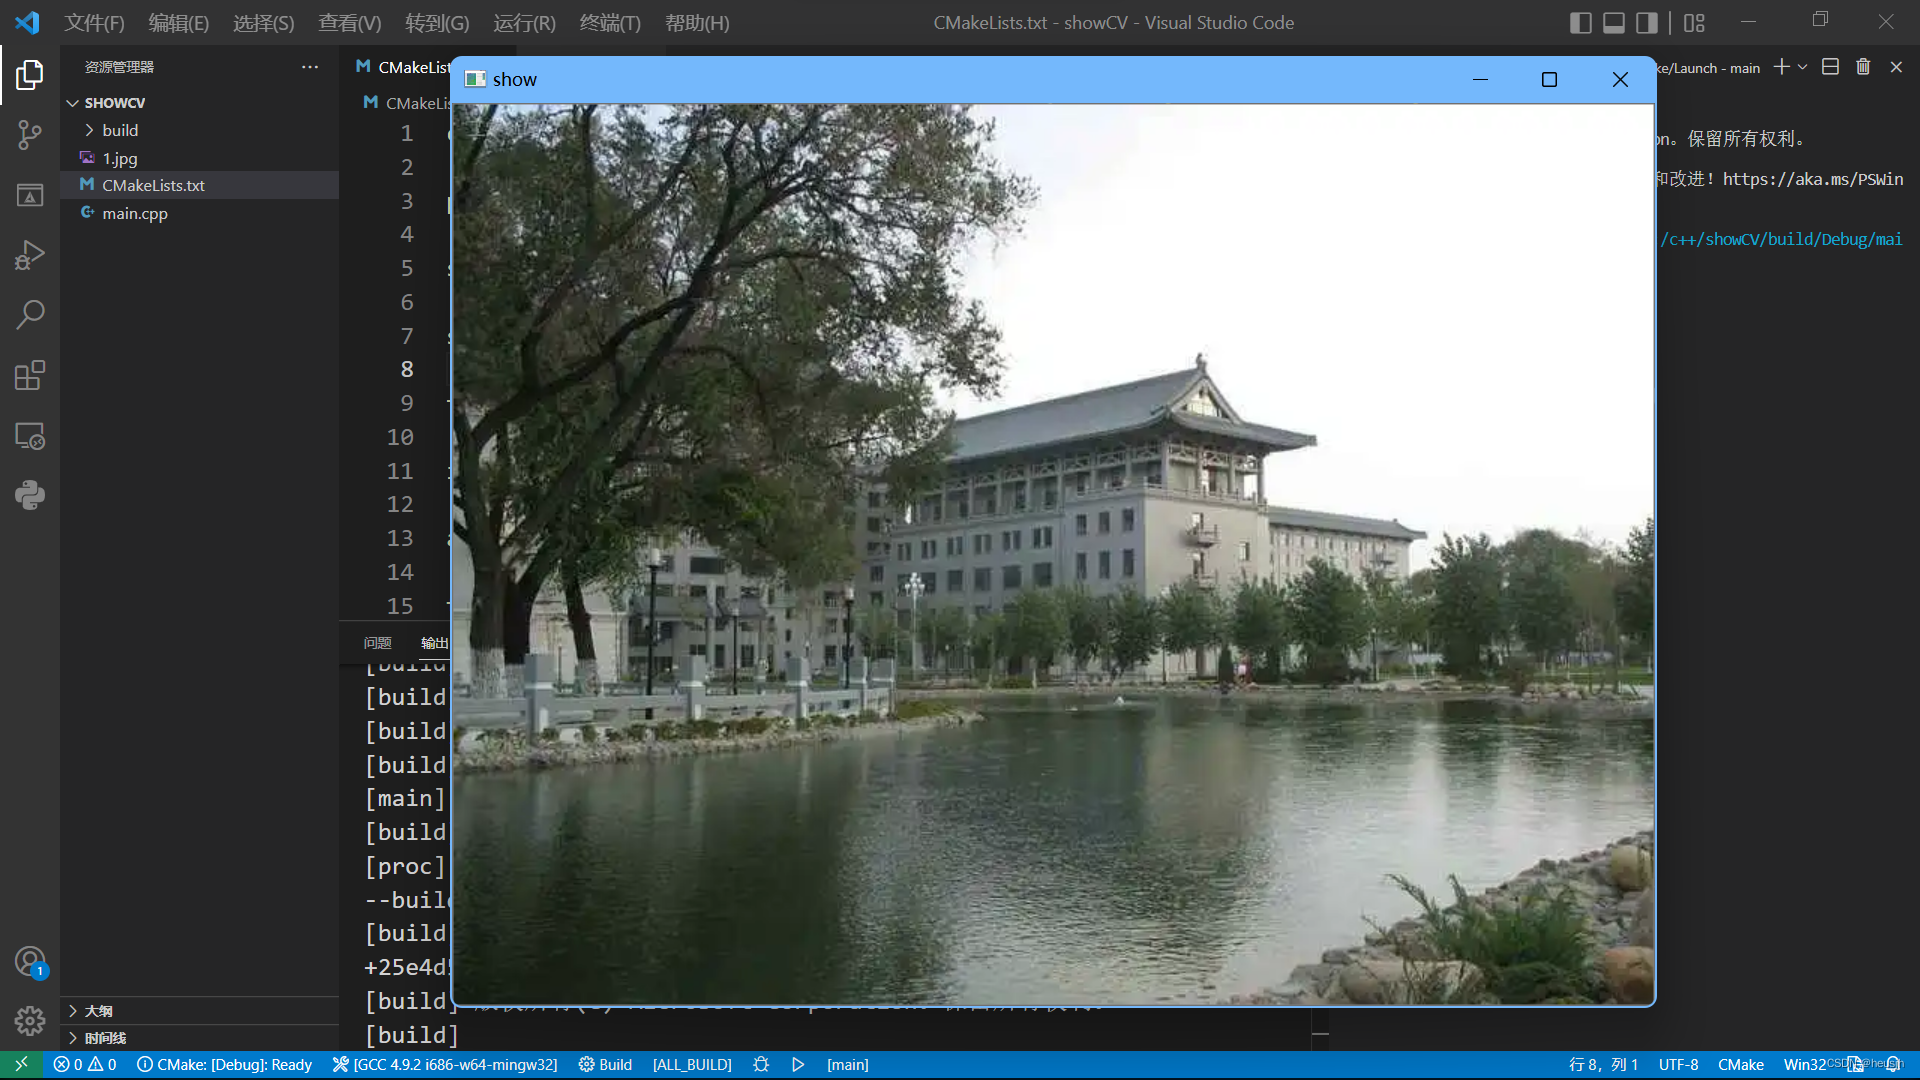 文件(F) 编辑(E) 选择(S) 查看(V) 转到(G) 运行(R) 终端(T) 帮助(H) CMakeLists.txt - showCV - Visual Studio Code
资源管理器 ···
SHOWCV
build
1.jpg
CMakeLists.txt
main.cpp
大纲
时间线
M CMakeList
M CMakeLis
1
2
3
4
5
6
7
8
9
10
11
12
13
14
15
show
ke/Launch - main
on。保留所有权利。
和改进！https://aka.ms/PSWin
/c++/showCV/build/Debug/mai
问题 输出
[build
[build
[build
[build
[main]
[build
[proc]
--buil
[build
+25e4d
[build]
[build]
1
0 0 CMake: [Debug]: Ready [GCC 4.9.2 i686-w64-mingw32] Build [ALL_BUILD] [main] 行 8，列 1 UTF-8 CMake Win32